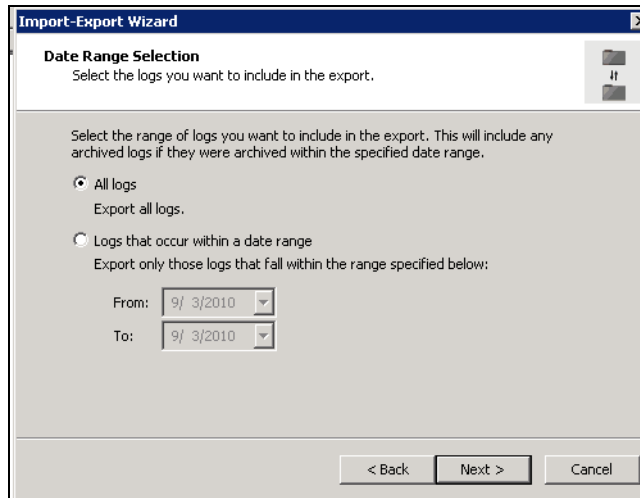 Import-Export Wizard
Date Range Selection
Select the logs you want to include in the export.
Select the range of logs you want to include in the export. This will include any
archived logs if they were archived within the specified date range.
All logs
Export all logs.
Logs that occur within a date range
Export only those logs that fall within the range specified below:
From: 9/ 3/2010
To: 9/ 3/2010
< Back Next > Cancel